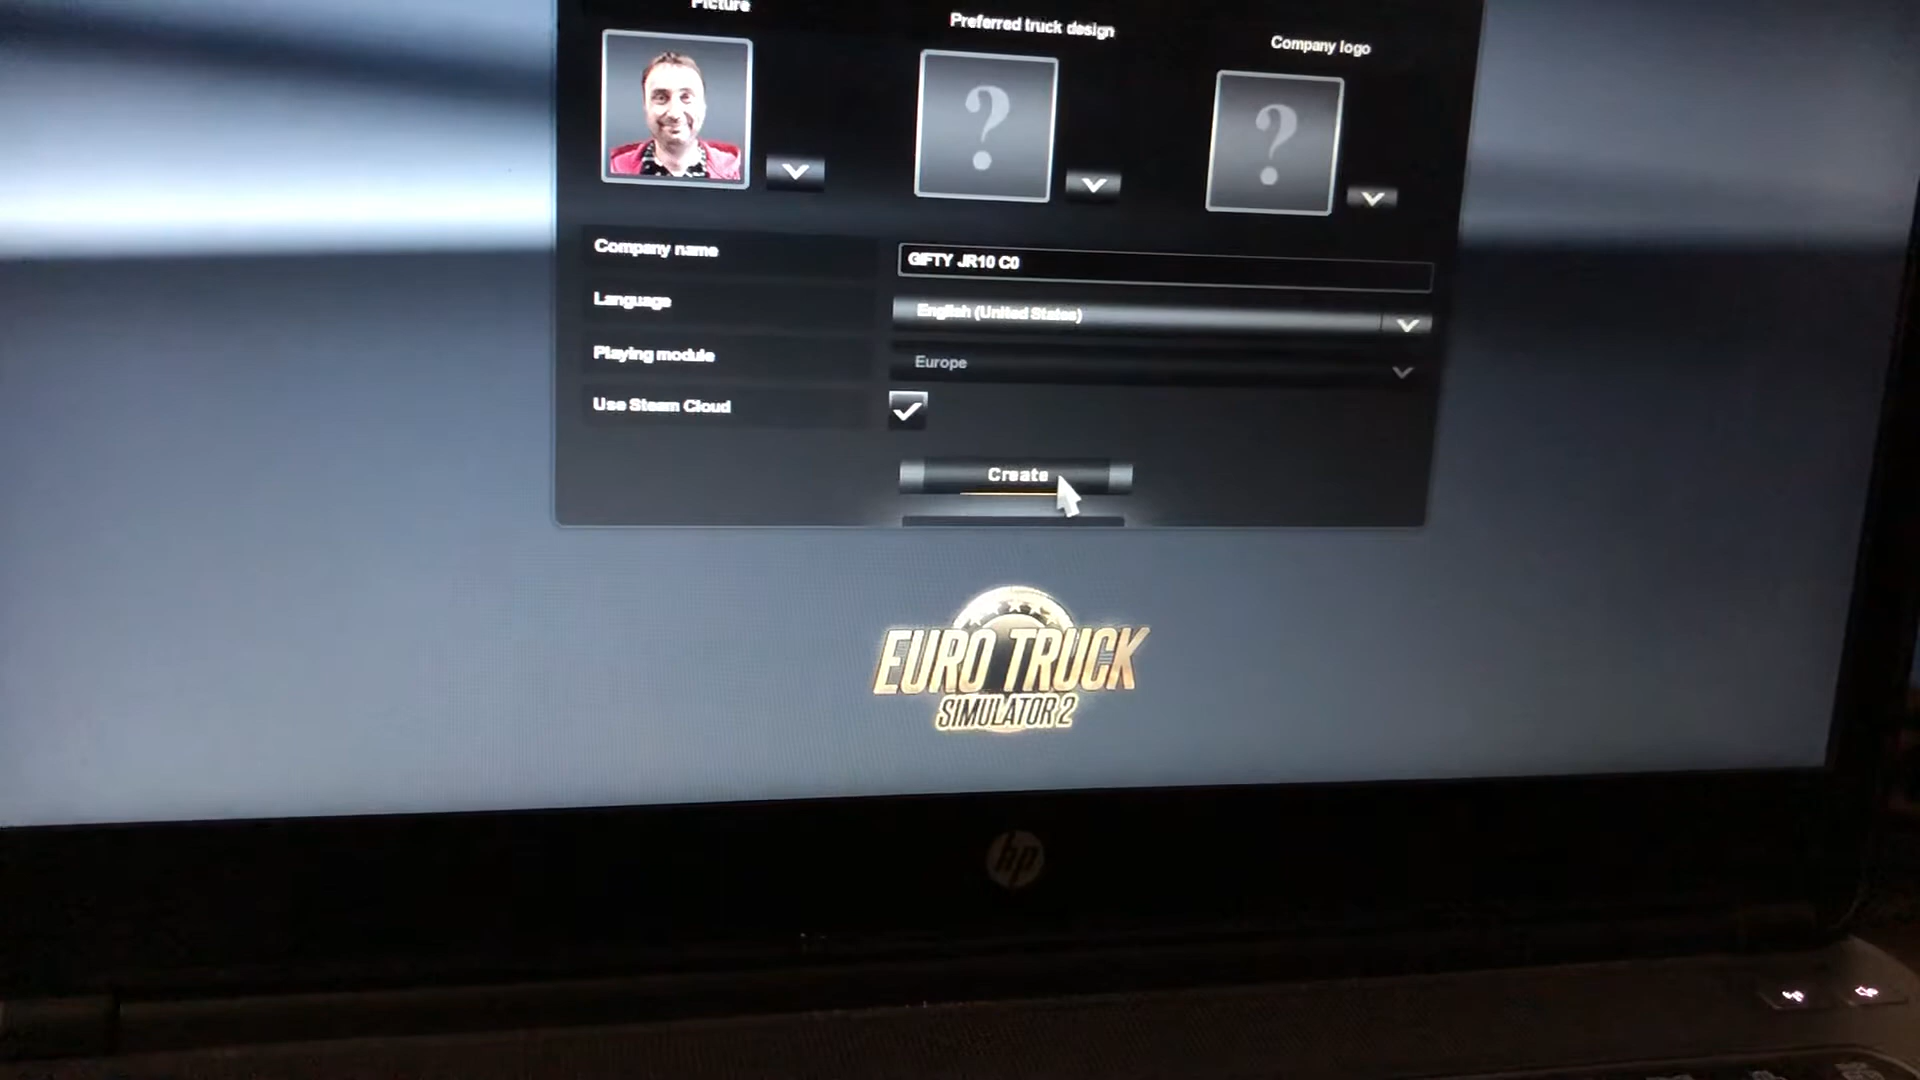 Picture
Preferred truck design
Company logo
Company name
GIFTY JR10 C0
Language
English (United States)
Playing module
Europe
Use Steam Cloud
Create
EURO TRUCK
SIMULATOR 2
hp